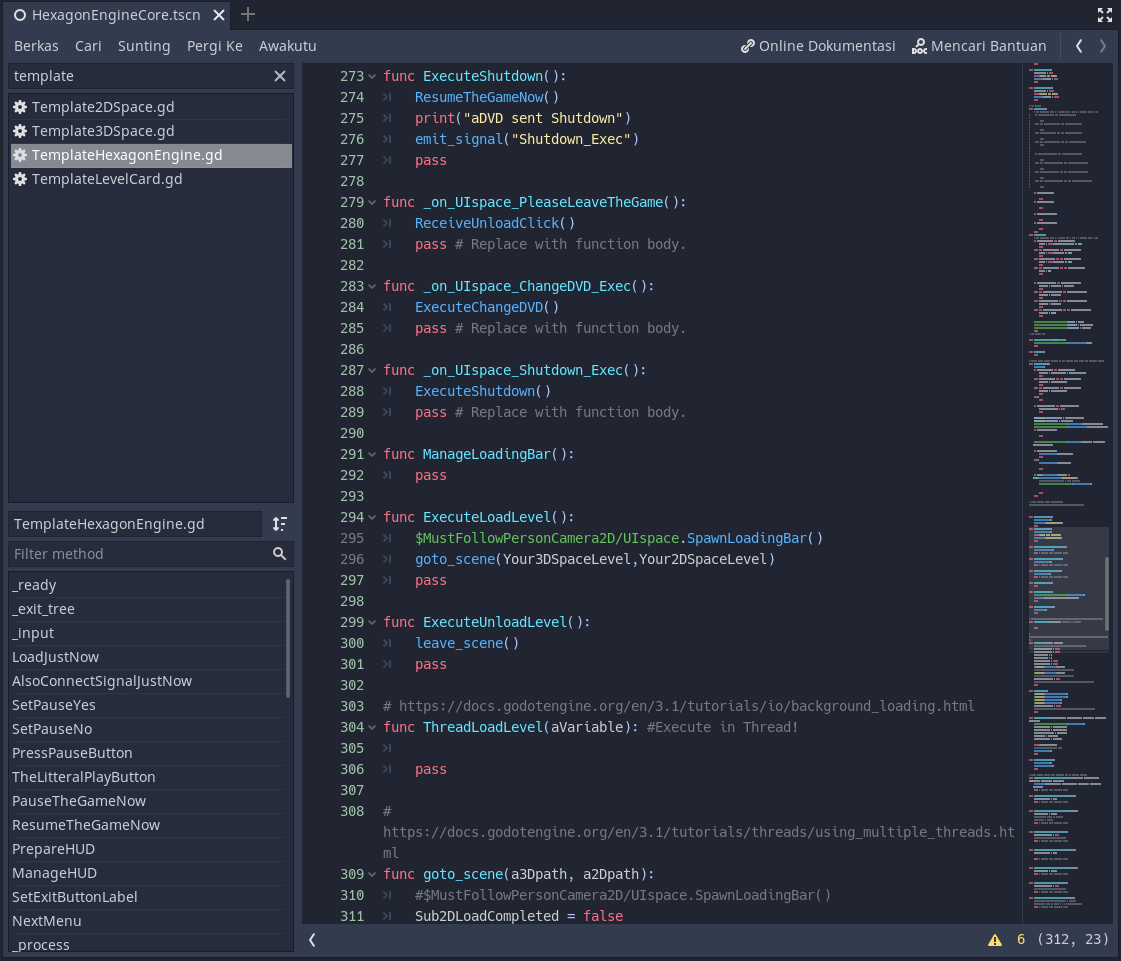 HexagonEngineCore.tscn
Berkas Cari Sunting Pergi Ke Awakutu Online Dokumentasi Mencari Bantuan
template
Template2DSpace.gd
Template3DSpace.gd
TemplateHexagonEngine.gd
TemplateLevelCard.gd
TemplateHexagonEngine.gd
Filter method
_ready
_exit_tree
_input
LoadJustNow
AlsoConnectSignalJustNow
SetPauseYes
SetPauseNo
PressPauseButton
TheLitteralPlayButton
PauseTheGameNow
ResumeTheGameNow
PrepareHUD
ManageHUD
SetExitButtonLabel
NextMenu
_process
273 func ExecuteShutdown():
274 ResumeTheGameNow()
275 print("aDVD sent Shutdown")
276 emit_signal("Shutdown_Exec")
277 pass
278
279 func _on_UIspace_PleaseLeaveTheGame():
280 ReceiveUnloadClick()
281 pass # Replace with function body.
282
283 func _on_UIspace_ChangeDVD_Exec():
284 ExecuteChangeDVD()
285 pass # Replace with function body.
286
287 func _on_UIspace_Shutdown_Exec():
288 ExecuteShutdown()
289 pass # Replace with function body.
290
291 func ManageLoadingBar():
292 pass
293
294 func ExecuteLoadLevel():
295 $MustFollowPersonCamera2D/UIspace.SpawnLoadingBar()
296 goto_scene(Your3DSpaceLevel,Your2DSpaceLevel)
297 pass
298
299 func ExecuteUnloadLevel():
300 leave_scene()
301 pass
302
303 # https://docs.godotengine.org/en/3.1/tutorials/io/background_loading.html
304 func ThreadLoadLevel(aVariable): #Execute in Thread!
305
306 pass
307
308 #
https://docs.godotengine.org/en/3.1/tutorials/threads/using_multiple_threads.ht
ml
309 func goto_scene(a3Dpath, a2Dpath):
310 #$MustFollowPersonCamera2D/UIspace.SpawnLoadingBar()
311 Sub2DLoadCompleted = false
6 (312, 23)